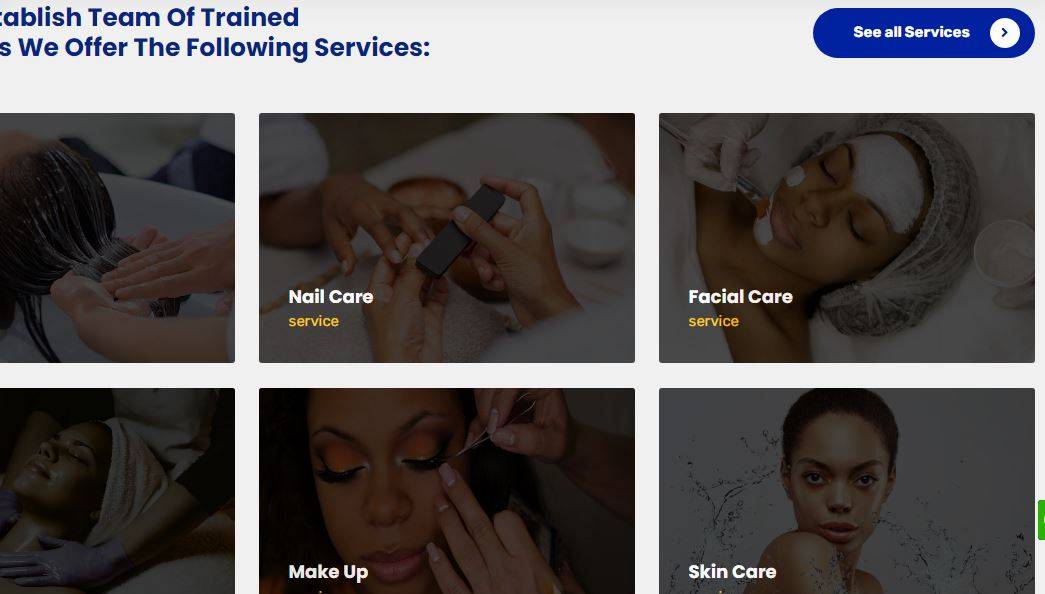 tablish Team Of Trained
s We Offer The Following Services:
See all Services
Nail Care
service
Facial Care
service
Make Up
Skin Care